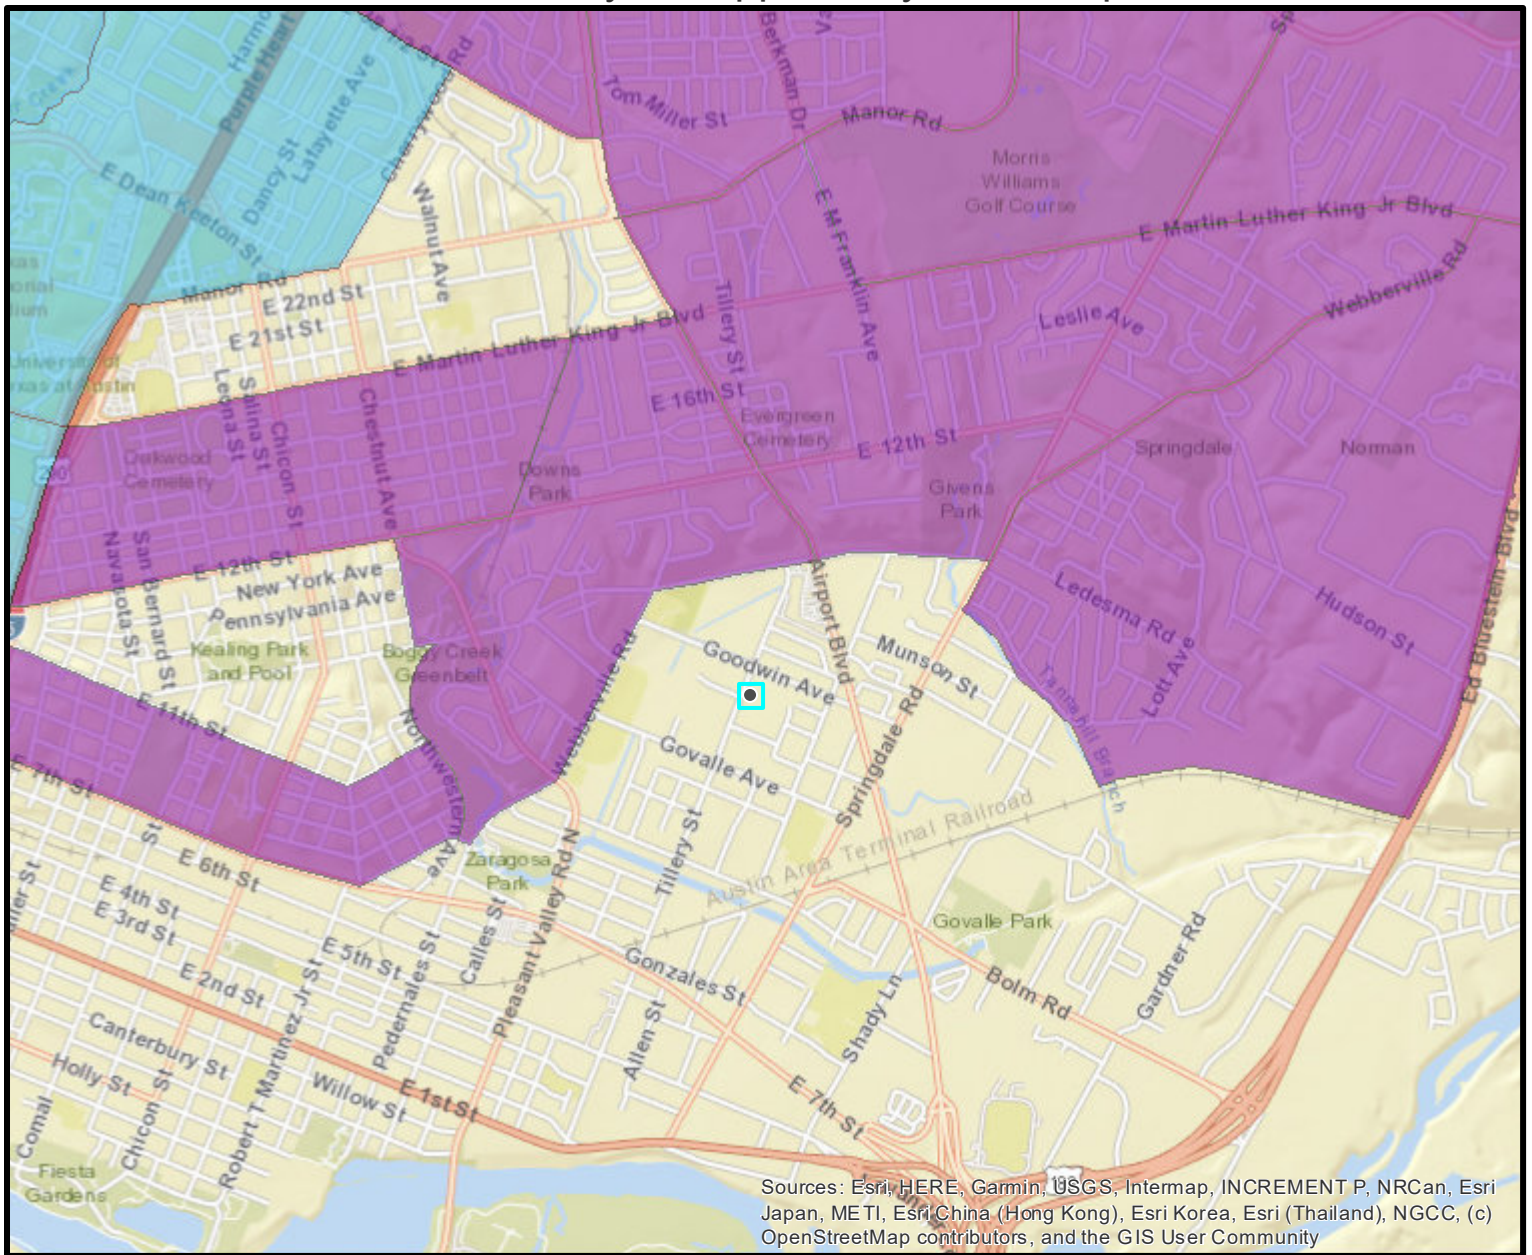 Tom Miller St
Berkman Dr
Manor Rd
Morris
Williams
Golf Course
Purple Heart
Lafayette Ave
Dancy St
E Dean Keeton St
Walnut Ave
E M Franklin Ave
E Martin Luther King Jr Blvd
Webberville Rd
Manor Rd
E 22nd St
E 21st St
E Martin Luther King Jr Blvd
Tillery St
Leslie Ave
Leona St
Salina St
Chicon St
Chestnut Ave
E 16th St
Evergreen
Cemetery
E 12th St
Springdale
Norman
Oakwood
Cemetery
Downs
Park
Givens
Park
Navasota St
San Bernard St
E 12th St
New York Ave
Pennsylvania Ave
Kealing Park
and Pool
Boggy Creek
Greenbelt
Webberville Rd
Airport Blvd
Goodwin Ave
Munson St
Ledesma Rd
Lott Ave
Hudson St
Ed Bluestein Blvd
Tannehill Branch
E 11th St
E 7th St
Northwestern Ave
Govalle Ave
Springdale Rd
Austin Area Terminal Railroad
St
E 6th St
E 4th St
E 3rd St
E 5th St
E 2nd St
Zaragosa
Park
Tillery St
Calles St
Pleasant Valley Rd N
Govalle Park
Gonzales St
Bolm Rd
Gardner Rd
Shady Ln
Allen St
Pedernales St
Robert T Martinez Jr St
Canterbury St
Holly St
Willow St
E 1st St
E 7th St
Comal
Chicon St
Fiesta
Gardens
183
Sources: Esri, HERE, Garmin, USGS, Intermap, INCREMENT P, NRCan, Esri
Japan, METI, Esri China (Hong Kong), Esri Korea, Esri (Thailand), NGCC, (c)
OpenStreetMap contributors, and the GIS User Community